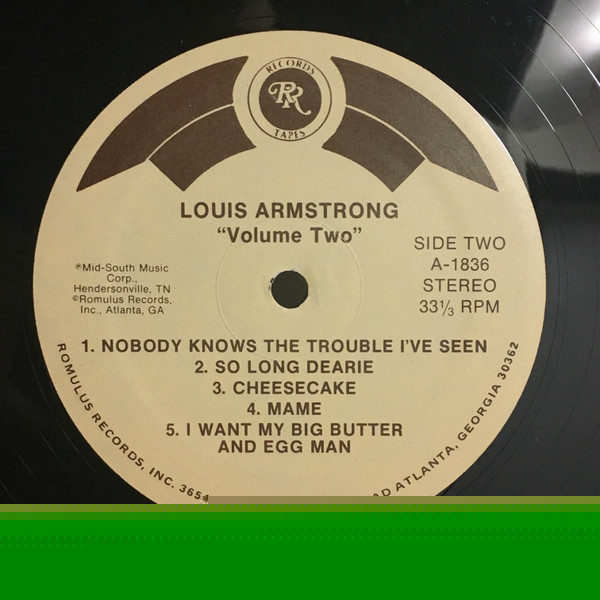 RECORDS
RR
TAPES
LOUIS ARMSTRONG
"Volume Two"
SIDE TWO
A-1836
STEREO
33⅓ RPM
℗Mid-South Music
Corp.,
Hendersonville, TN
©Romulus Records,
Inc., Atlanta, GA
1. NOBODY KNOWS THE TROUBLE I'VE SEEN
2. SO LONG DEARIE
3. CHEESECAKE
4. MAME
5. I WANT MY BIG BUTTER
AND EGG MAN
ROMULUS RECORDS, INC. 3654
ATLANTA, GEORGIA 30362